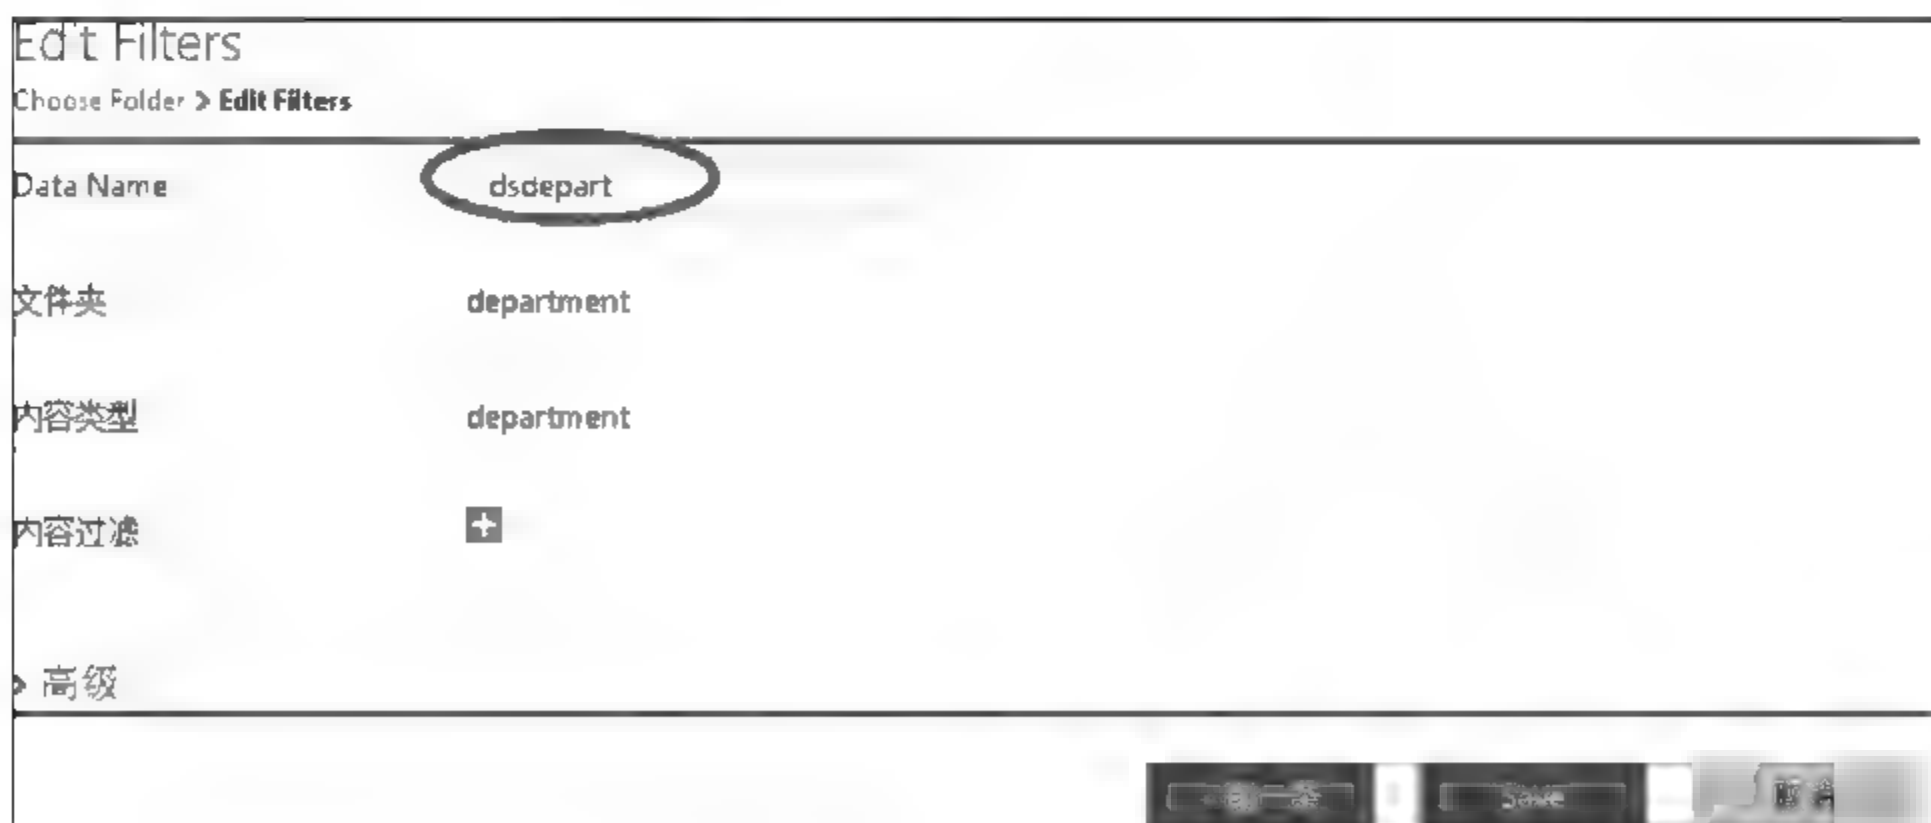 Edit Filters
Choose Folder > Edit Filters
Data Name dsdepart
文件夹 department
内容类型 department
内容过滤
高级
Save